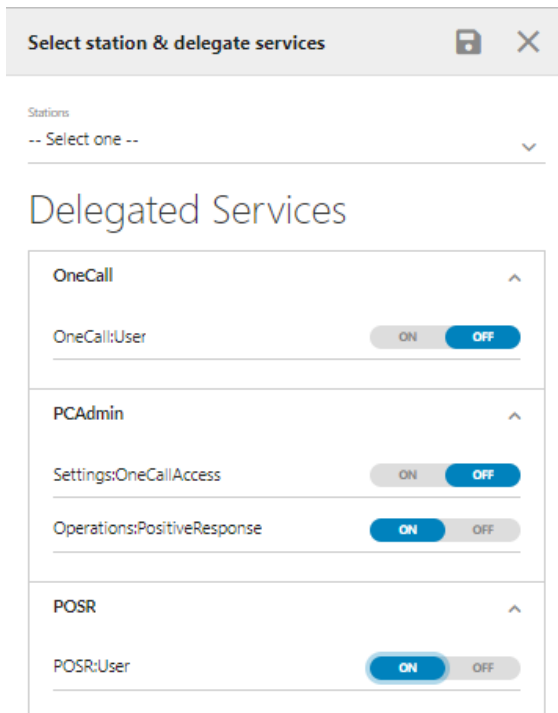 Select station & delegate services
Stations
-- Select one --
Delegated Services
OneCall
OneCall:User ON OFF
PCAdmin
Settings:OneCallAccess ON OFF
Operations:PositiveResponse ON OFF
POSR
POSR:User ON OFF